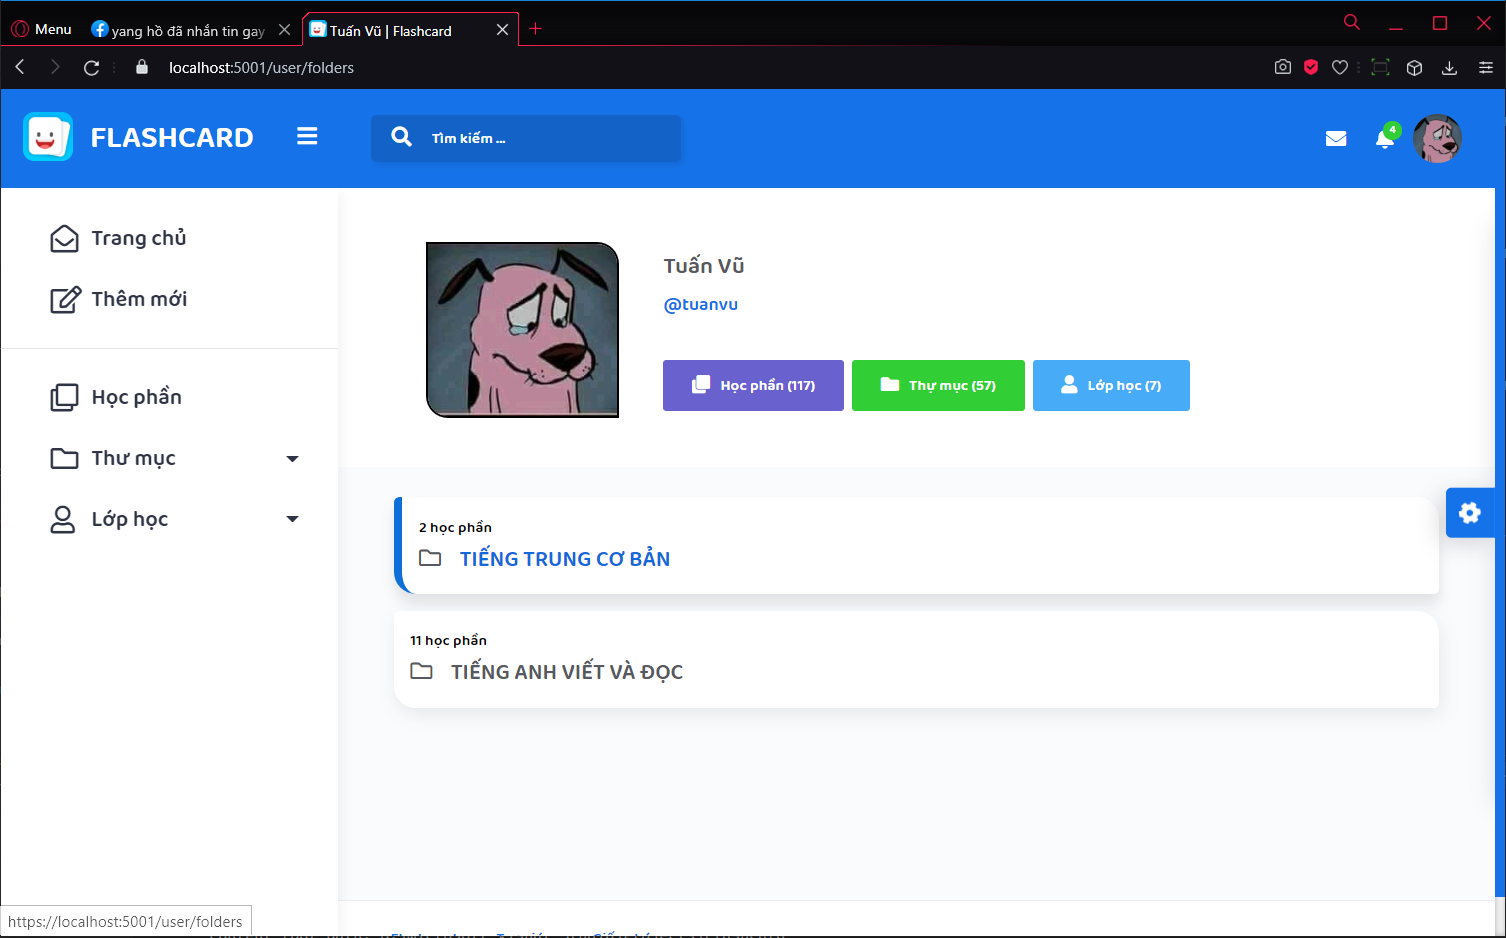 Menu
yang hồ đã nhắn tin gay
Tuấn Vũ | Flashcard
localhost:5001/user/folders
FLASHCARD
Tìm kiếm ...
4
Trang chủ
Thêm mới
Học phần
Thư mục
Lớp học
Tuấn Vũ
@tuanvu
Học phần (117)
Thự mục (57)
Lớp học (7)
2 học phần
TIẾNG TRUNG CƠ BẢN
11 học phần
TIẾNG ANH VIẾT VÀ ĐỌC
https://localhost:5001/user/folders